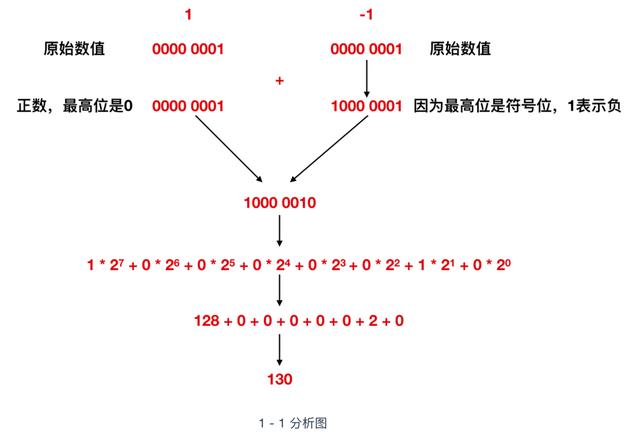 1 -1
原始数值 0000 0001 0000 0001 原始数值
+
正数，最高位是0 0000 0001 1000 0001 因为最高位是符号位，1表示负
1000 0010
1 * 2⁷ + 0 * 2⁶ + 0 * 2⁵ + 0 * 2⁴ + 0 * 2³ + 0 * 2² + 1 * 2¹ + 0 * 2⁰
128 + 0 + 0 + 0 + 0 + 0 + 2 + 0
130
1 - 1 分析图